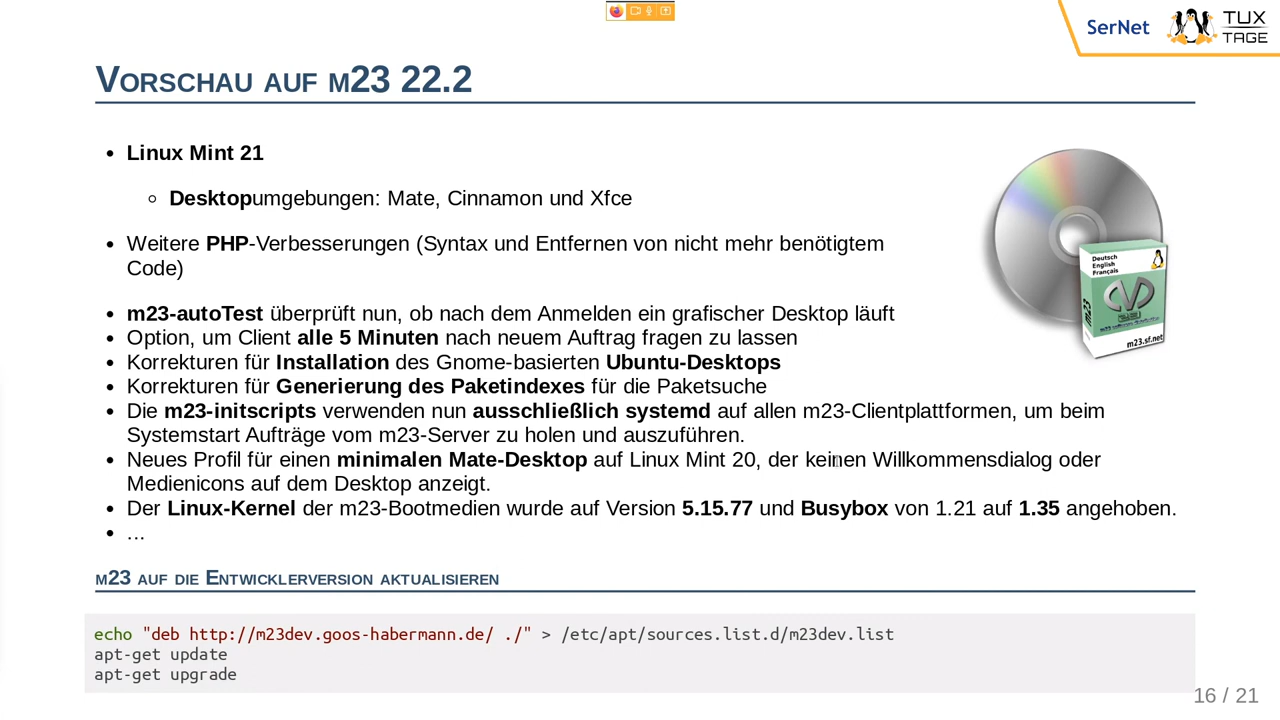 SerNet
TUX
TAGE
Vorschau auf m23 22.2
• Linux Mint 21
◦ Desktopumgebungen: Mate, Cinnamon und Xfce
• Weitere PHP-Verbesserungen (Syntax und Entfernen von nicht mehr benötigtem
Code)
Deutsch
English
Français
m23.sf.net
• m23-autoTest überprüft nun, ob nach dem Anmelden ein grafischer Desktop läuft
• Option, um Client alle 5 Minuten nach neuem Auftrag fragen zu lassen
• Korrekturen für Installation des Gnome-basierten Ubuntu-Desktops
• Korrekturen für Generierung des Paketindexes für die Paketsuche
• Die m23-initscripts verwenden nun ausschließlich systemd auf allen m23-Clientplattformen, um beim
Systemstart Aufträge vom m23-Server zu holen und auszuführen.
• Neues Profil für einen minimalen Mate-Desktop auf Linux Mint 20, der keinen Willkommensdialog oder
Medienicons auf dem Desktop anzeigt.
• Der Linux-Kernel der m23-Bootmedien wurde auf Version 5.15.77 und Busybox von 1.21 auf 1.35 angehoben.
• ...
m23 auf die Entwicklerversion aktualisieren
echo "deb http://m23dev.goos-habermann.de/ ./" > /etc/apt/sources.list.d/m23dev.list
apt-get update
apt-get upgrade
16 / 21